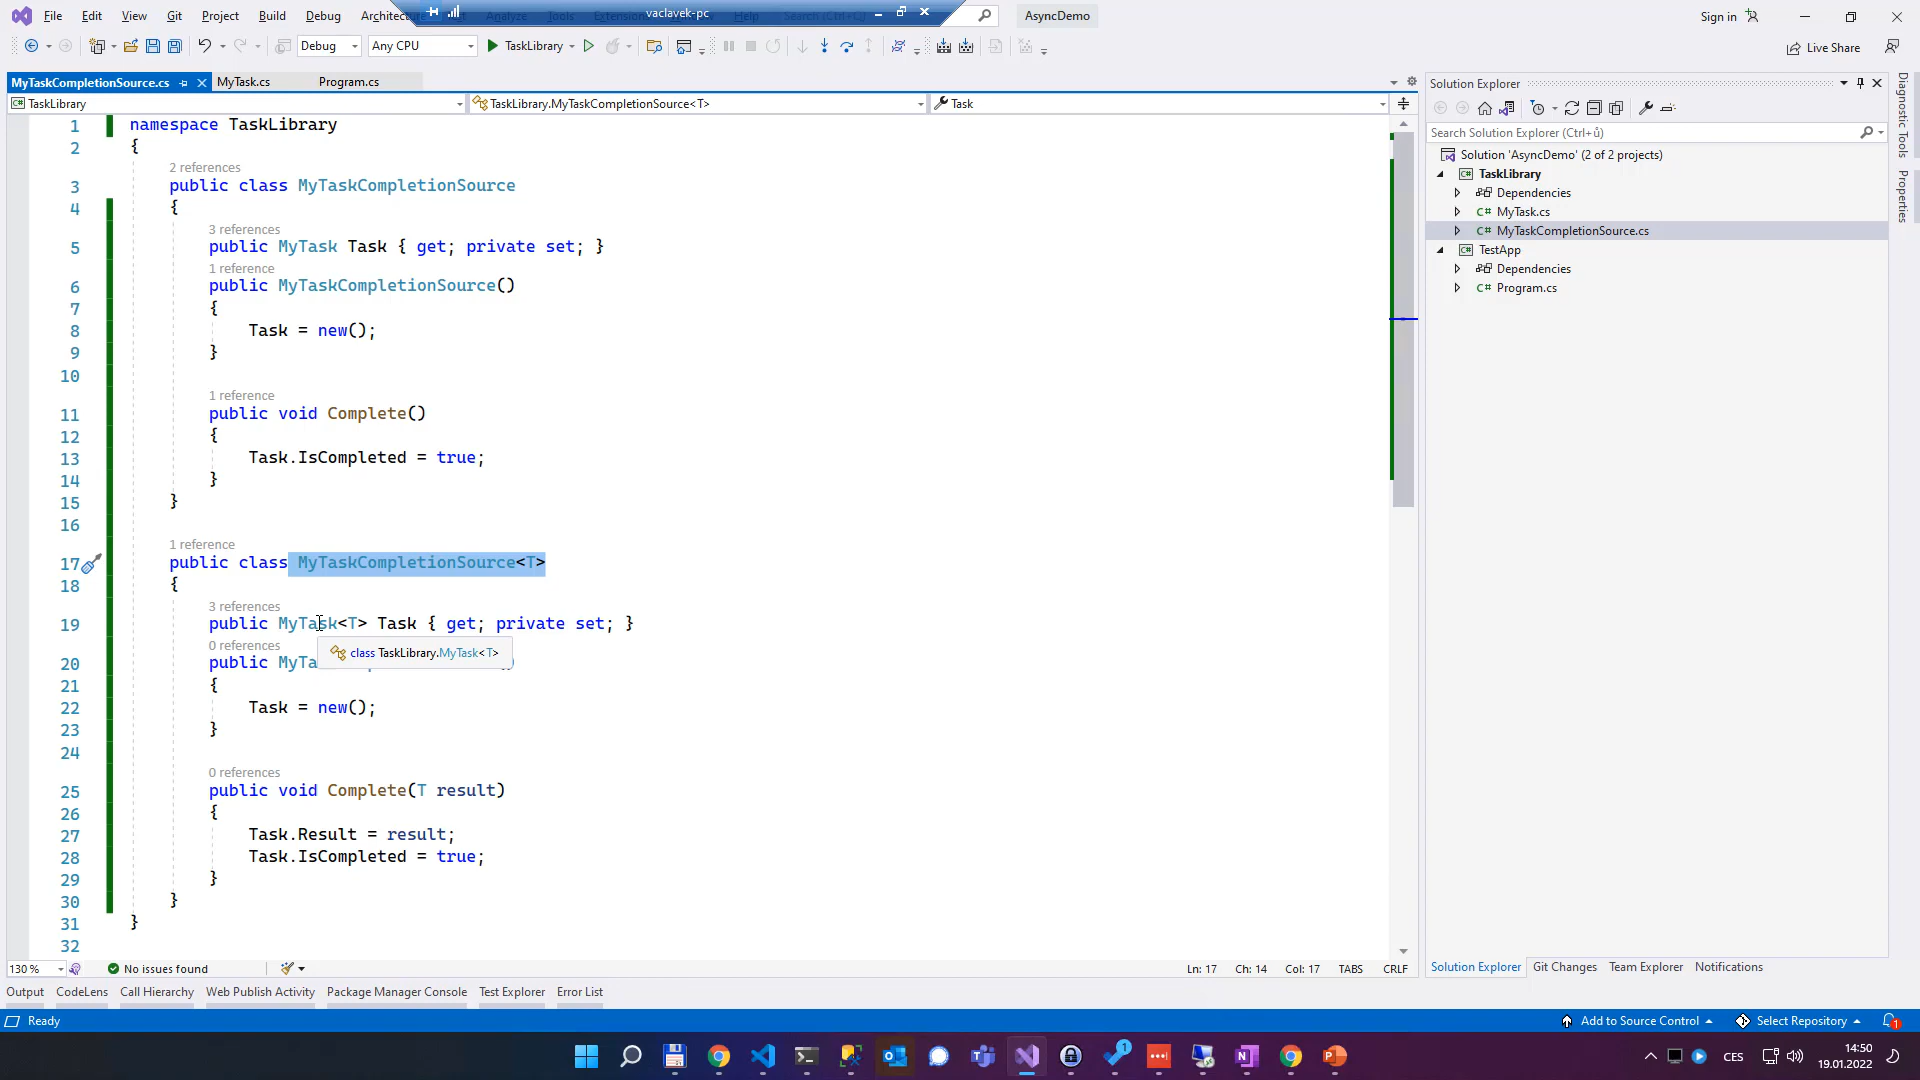 File Edit View Git Project Build Debug vaclavek-pc AsyncDemo Sign in
Debug Any CPU TaskLibrary Live Share
MyTaskCompletionSource.cs MyTask.cs Program.cs
TaskLibrary TaskLibrary.MyTaskCompletionSource<T> Task
1 namespace TaskLibrary
2 {
2 references
3 public class MyTaskCompletionSource
4 {
3 references
5 public MyTask Task { get; private set; }
1 reference
6 public MyTaskCompletionSource()
7 {
8 Task = new();
9 }
10
1 reference
11 public void Complete()
12 {
13 Task.IsCompleted = true;
14 }
15 }
16
1 reference
17 public class MyTaskCompletionSource<T>
18 {
3 references
19 public MyTask<T> Task { get; private set; }
0 references
class TaskLibrary.MyTask<T>
20 public
21 {
22 Task = new();
23 }
24
0 references
25 public void Complete(T result)
26 {
27 Task.Result = result;
28 Task.IsCompleted = true;
29 }
30 }
31 }
32
130 % No issues found Ln: 17 Ch: 14 Col: 17 TABS CRLF
Solution Explorer
Search Solution Explorer (Ctrl+ů)
Solution 'AsyncDemo' (2 of 2 projects)
TaskLibrary
Dependencies
C# MyTask.cs
C# MyTaskCompletionSource.cs
TestApp
Dependencies
C# Program.cs
Solution Explorer Git Changes Team Explorer Notifications
Diagnostic Tools
Properties
Output CodeLens Call Hierarchy Web Publish Activity Package Manager Console Test Explorer Error List
Ready Add to Source Control Select Repository 1
CES 14:50
19.01.2022